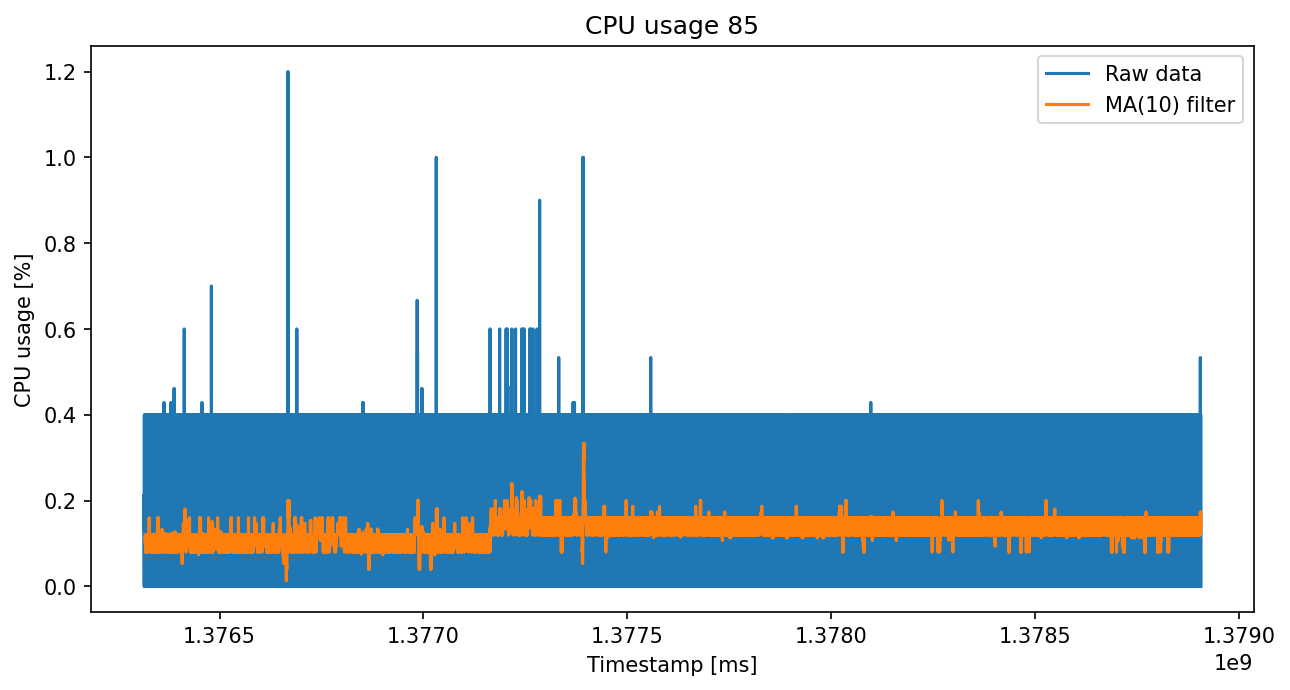 CPU usage 85
Raw data
MA(10) filter
CPU usage [%]
1.2
1.0
0.8
0.6
0.4
0.2
0.0
1.3765 1.3770 1.3775 1.3780 1.3785 1.3790
1e9
Timestamp [ms]